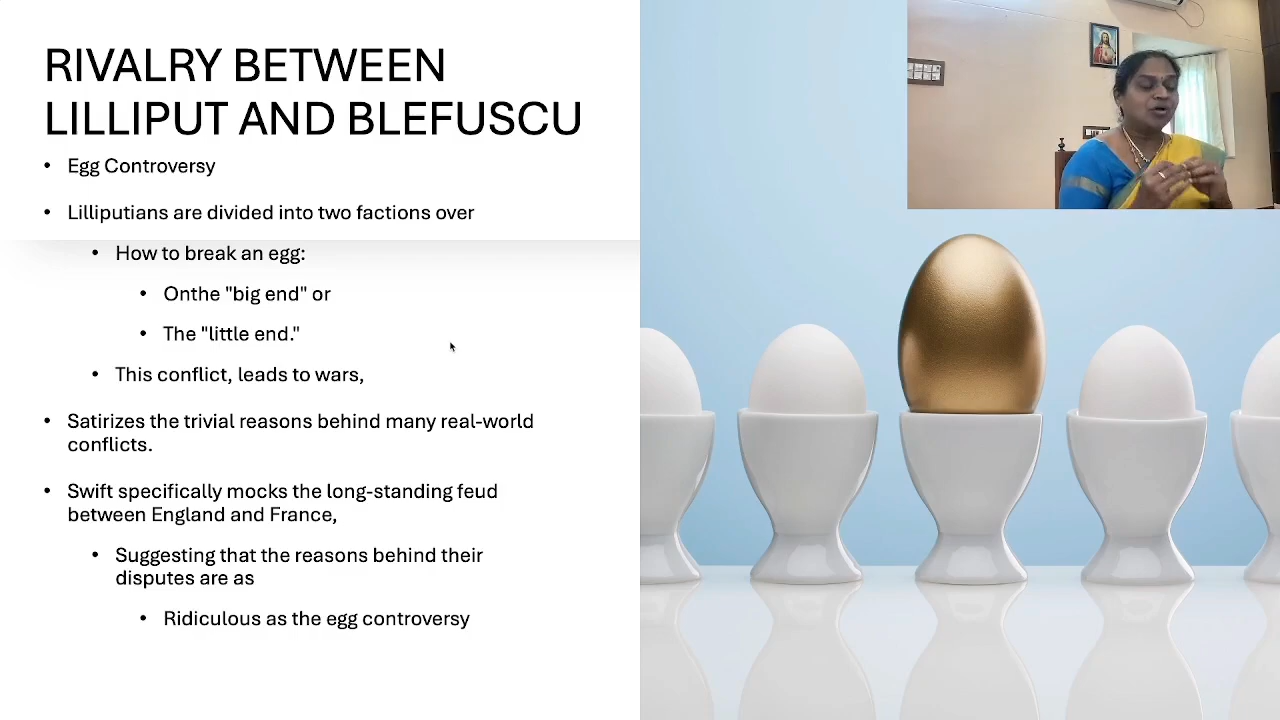 RIVALRY BETWEEN
LILLIPUT AND BLEFUSCU
• Egg Controversy
• Lilliputians are divided into two factions over
• How to break an egg:
• Onthe "big end" or
• The "little end."
• This conflict, leads to wars,
• Satirizes the trivial reasons behind many real-world
conflicts.
• Swift specifically mocks the long-standing feud
between England and France,
• Suggesting that the reasons behind their
disputes are as
• Ridiculous as the egg controversy